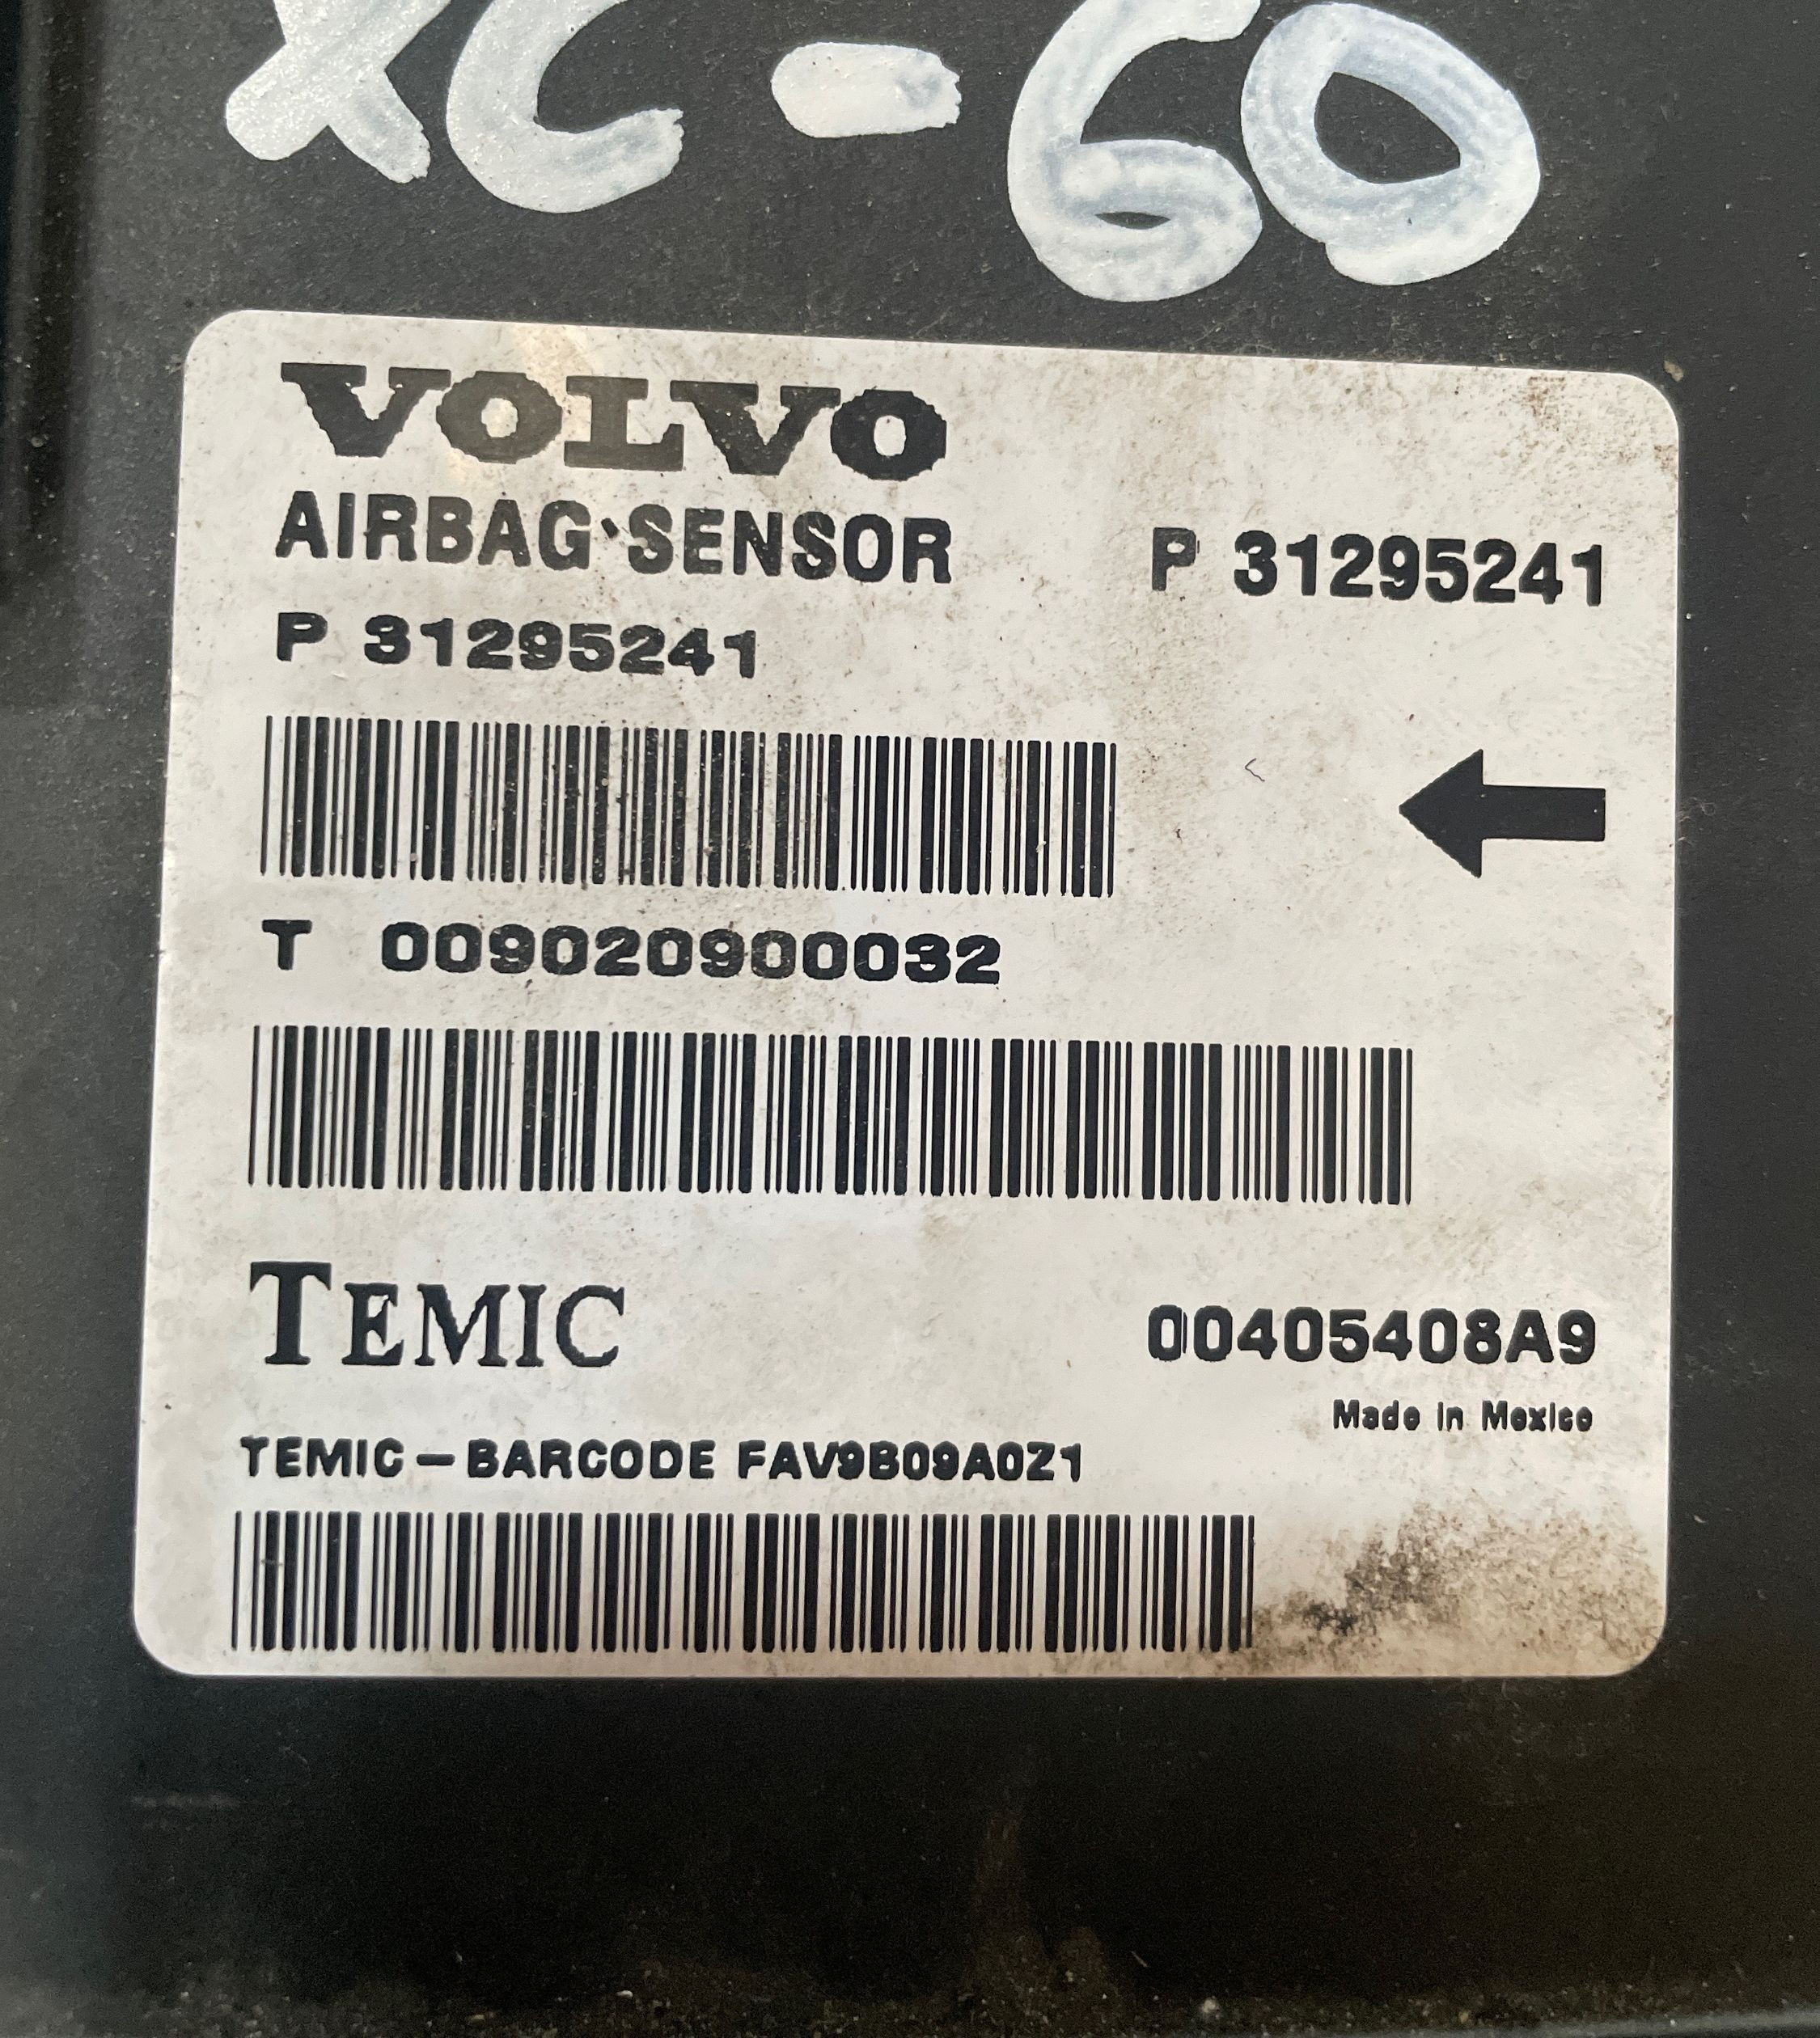 XC-60
VOLVO
AIRBAG·SENSOR P 31295241
P 31295241
T 009020900032
TEMIC 00405408A9
Made in Mexico
TEMIC-BARCODE FAV9B09A0Z1